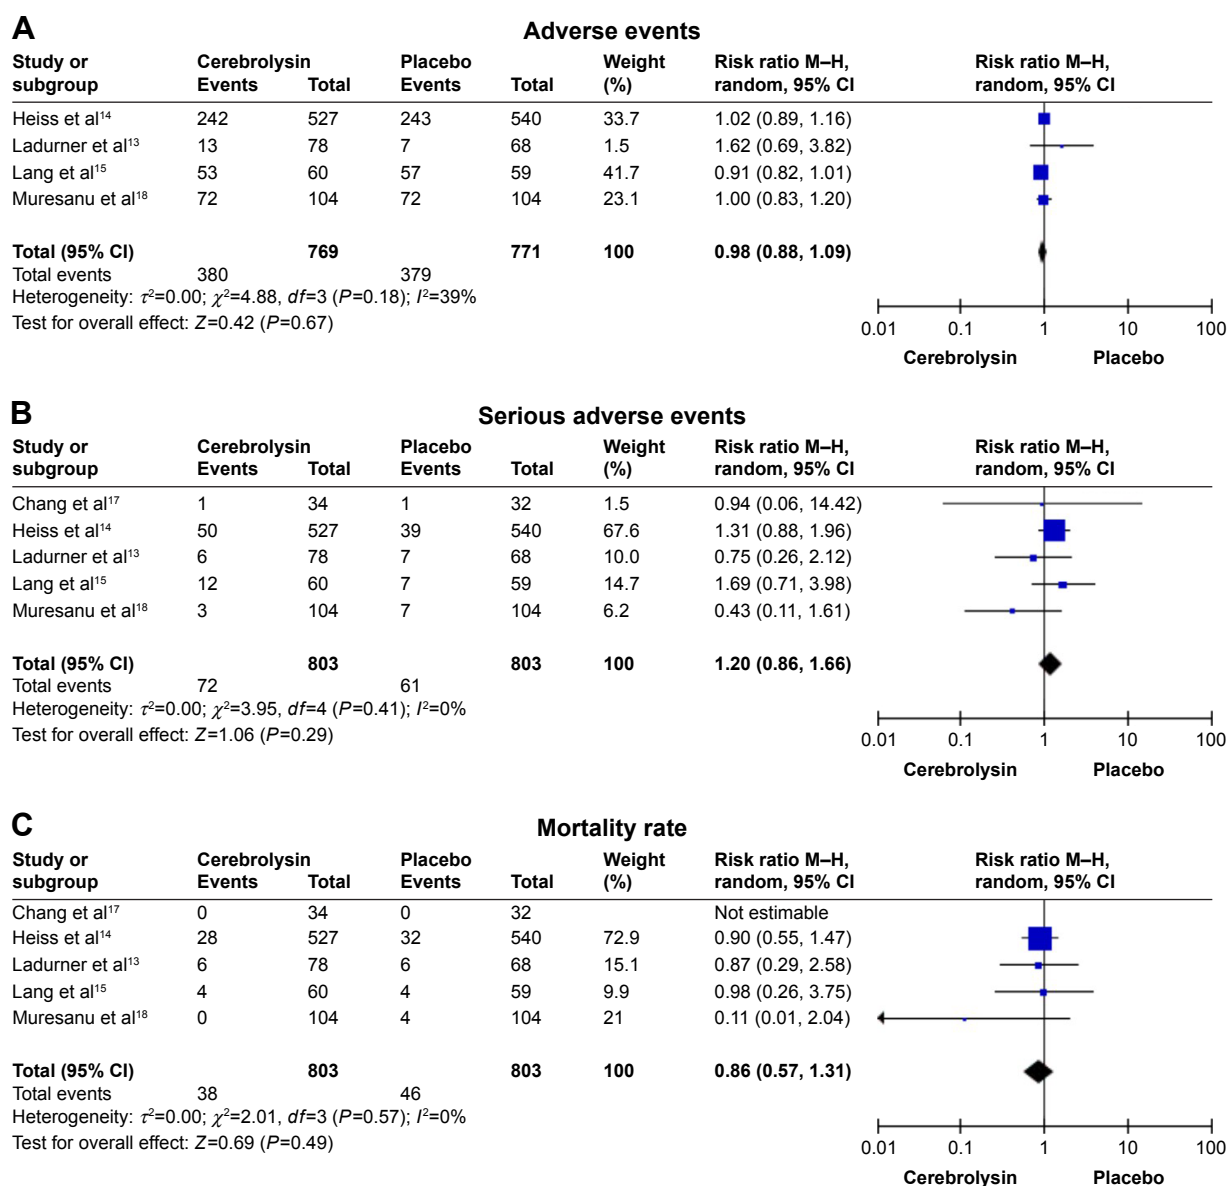 A
Adverse events
Study or subgroup Cerebrolysin Events Total Placebo Events Total Weight (%) Risk ratio M–H, random, 95% CI Risk ratio M–H, random, 95% CI
Heiss et al14 242 527 243 540 33.7 1.02 (0.89, 1.16)
Ladurner et al13 13 78 7 68 1.5 1.62 (0.69, 3.82)
Lang et al15 53 60 57 59 41.7 0.91 (0.82, 1.01)
Muresanu et al18 72 104 72 104 23.1 1.00 (0.83, 1.20)
Total (95% CI) 769 771 100 0.98 (0.88, 1.09)
Total events 380 379
Heterogeneity: τ2=0.00; χ2=4.88, df=3 (P=0.18); I2=39%
Test for overall effect: Z=0.42 (P=0.67)
0.01 0.1 1 10 100
Cerebrolysin Placebo
B
Serious adverse events
Study or subgroup Cerebrolysin Events Total Placebo Events Total Weight (%) Risk ratio M–H, random, 95% CI Risk ratio M–H, random, 95% CI
Chang et al17 1 34 1 32 1.5 0.94 (0.06, 14.42)
Heiss et al14 50 527 39 540 67.6 1.31 (0.88, 1.96)
Ladurner et al13 6 78 7 68 10.0 0.75 (0.26, 2.12)
Lang et al15 12 60 7 59 14.7 1.69 (0.71, 3.98)
Muresanu et al18 3 104 7 104 6.2 0.43 (0.11, 1.61)
Total (95% CI) 803 803 100 1.20 (0.86, 1.66)
Total events 72 61
Heterogeneity: τ2=0.00; χ2=3.95, df=4 (P=0.41); I2=0%
Test for overall effect: Z=1.06 (P=0.29)
0.01 0.1 1 10 100
Cerebrolysin Placebo
C
Mortality rate
Study or subgroup Cerebrolysin Events Total Placebo Events Total Weight (%) Risk ratio M–H, random, 95% CI Risk ratio M–H, random, 95% CI
Chang et al17 0 34 0 32 Not estimable
Heiss et al14 28 527 32 540 72.9 0.90 (0.55, 1.47)
Ladurner et al13 6 78 6 68 15.1 0.87 (0.29, 2.58)
Lang et al15 4 60 4 59 9.9 0.98 (0.26, 3.75)
Muresanu et al18 0 104 4 104 21 0.11 (0.01, 2.04)
Total (95% CI) 803 803 100 0.86 (0.57, 1.31)
Total events 38 46
Heterogeneity: τ2=0.00; χ2=2.01, df=3 (P=0.57); I2=0%
Test for overall effect: Z=0.69 (P=0.49)
0.01 0.1 1 10 100
Cerebrolysin Placebo